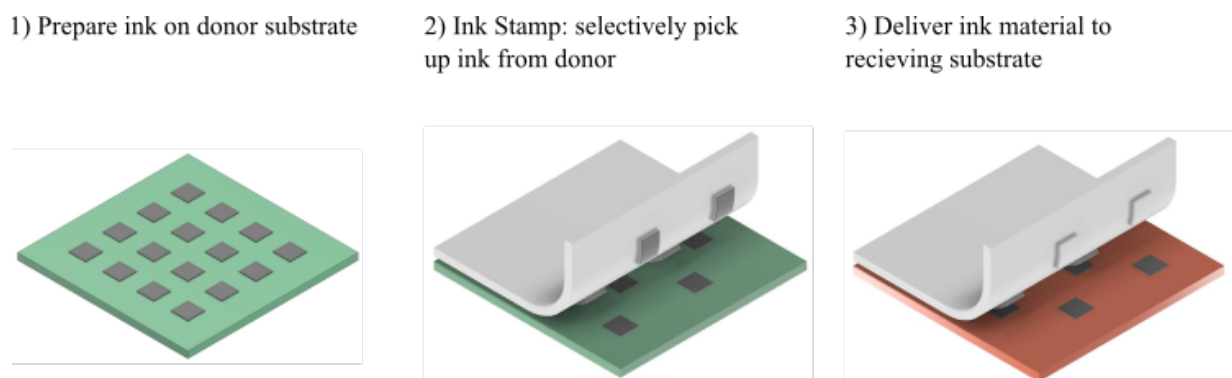 1) Prepare ink on donor substrate
2) Ink Stamp: selectively pick
up ink from donor
3) Deliver ink material to
recieving substrate